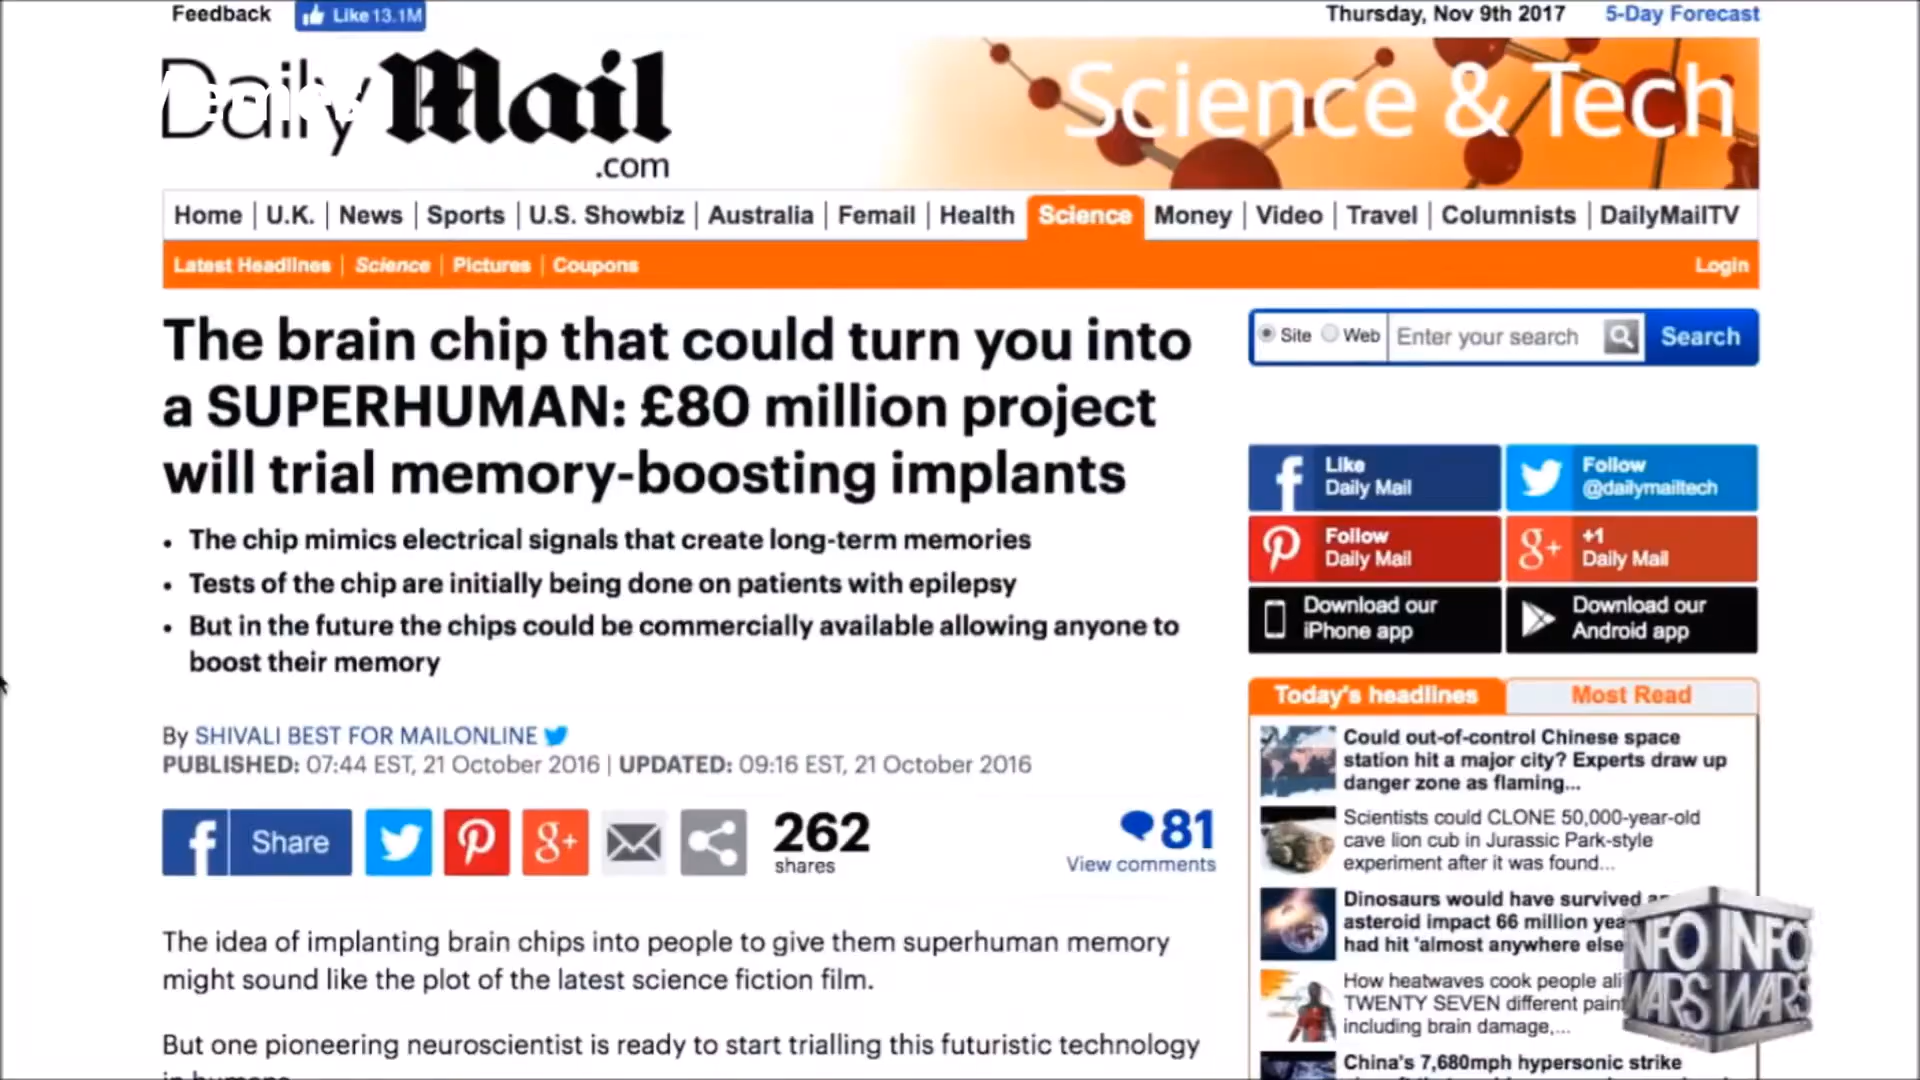 Feedback
Like 13.1M
Thursday, Nov 9th 2017
5-Day Forecast
Daily Mail
.com
Science & Tech
Home
U.K.
News
Sports
U.S. Showbiz
Australia
Femail
Health
Science
Money
Video
Travel
Columnists
DailyMailTV
Latest Headlines
Science
Pictures
Coupons
Login
The brain chip that could turn you into
a SUPERHUMAN: £80 million project
will trial memory-boosting implants
• The chip mimics electrical signals that create long-term memories
• Tests of the chip are initially being done on patients with epilepsy
• But in the future the chips could be commercially available allowing anyone to
boost their memory
By SHIVALI BEST FOR MAILONLINE
PUBLISHED: 07:44 EST, 21 October 2016 | UPDATED: 09:16 EST, 21 October 2016
Share
262
shares
81
View comments
The idea of implanting brain chips into people to give them superhuman memory
might sound like the plot of the latest science fiction film.
But one pioneering neuroscientist is ready to start trialling this futuristic technology
Site
Web
Enter your search
Search
Like
Daily Mail
Follow
@dailymailtech
Follow
Daily Mail
+1
Daily Mail
Download our
iPhone app
Download our
Android app
Today's headlines
Most Read
Could out-of-control Chinese space
station hit a major city? Experts draw up
danger zone as flaming...
Scientists could CLONE 50,000-year-old
cave lion cub in Jurassic Park-style
experiment after it was found...
Dinosaurs would have survived
asteroid impact 66 million
had hit 'almost anywhere else
How heatwaves cook people
TWENTY SEVEN different
including brain damage,...
China's 7,680mph hypersonic strike
INFO INFO
WARS WARS